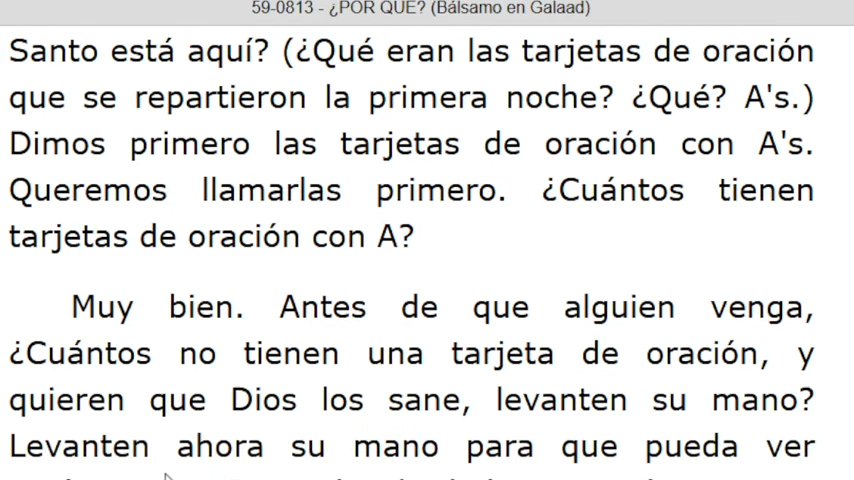 59-0813 - ¿POR QUE? (Bálsamo en Galaad)
Santo está aquí? (¿Qué eran las tarjetas de oración
que se repartieron la primera noche? ¿Qué? A's.)
Dimos primero las tarjetas de oración con A's.
Queremos llamarlas primero. ¿Cuántos tienen
tarjetas de oración con A?
Muy bien. Antes de que alguien venga,
¿Cuántos no tienen una tarjeta de oración, y
quieren que Dios los sane, levanten su mano?
Levanten ahora su mano para que pueda ver